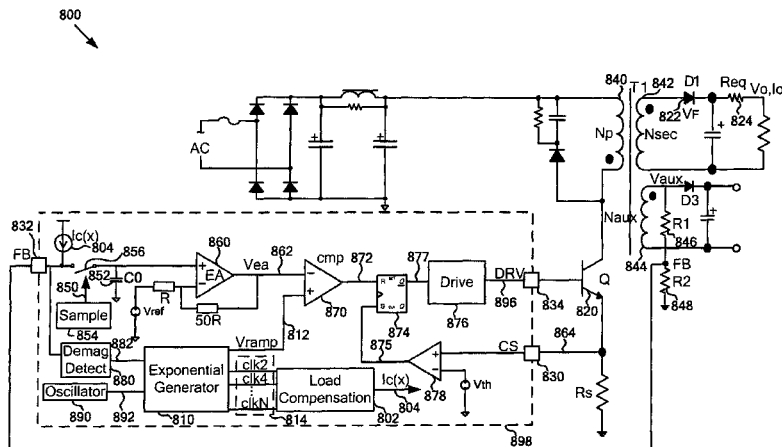 800
840
T1
842
D1
Req
Vo,Io
822
VF
824
AC
Np
Nsec
Vaux
D3
Naux
R1
846
844
FB
R2
848
832
Ic(x)
804
FB
856
860
Vea
862
cmp
872
877
DRV
850
852
C0
EA
Drive
Q
Sample
854
R
Vref
50R
870
874
876
896
834
820
Vramp
812
875
CS
864
882
Demag
Detect
880
Exponential
Generator
clk2
clk4
clkN
Load
Compensation
Ic(x)
804
878
Vth
830
Rs
Oscillator
890
892
810
814
802
898